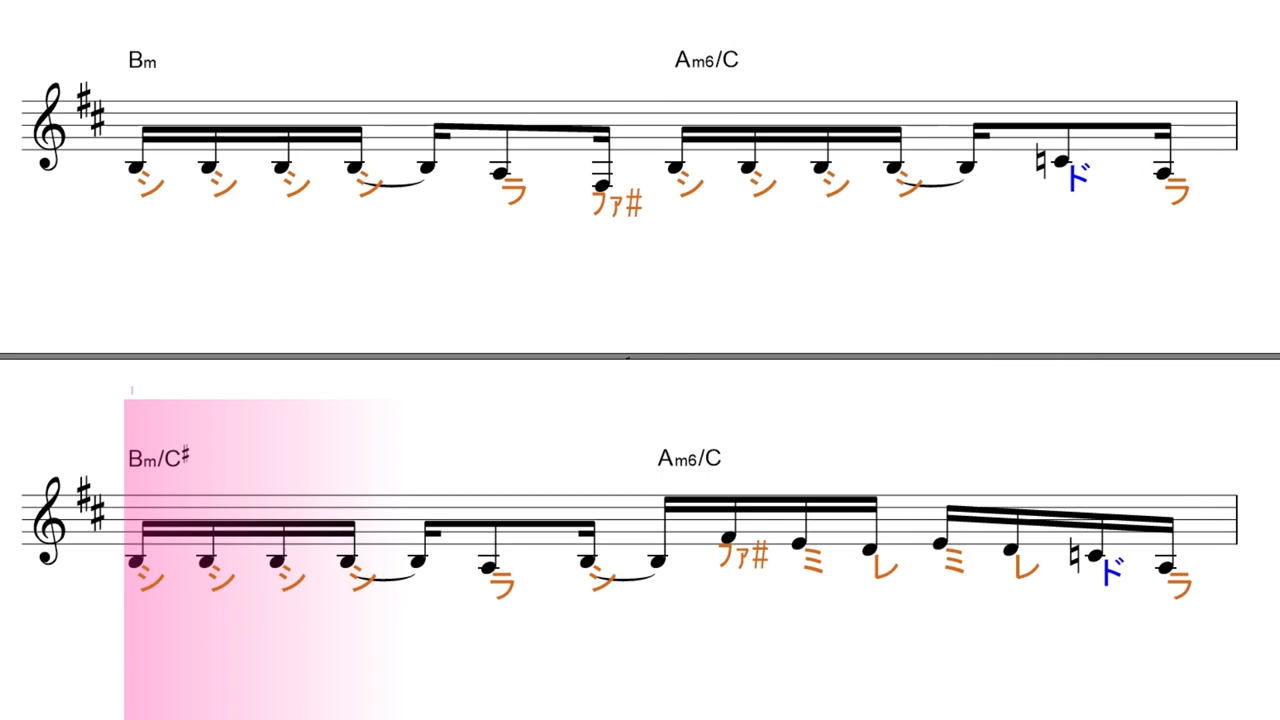 Bm Am6/C
シ シ シ シ ラ ﾌｧ# シ シ シ シ ド ラ
Bm/C♯ Am6/C
シ シ シ シ ラ シ ﾌｧ# ミ レ ミ レ ド ラ